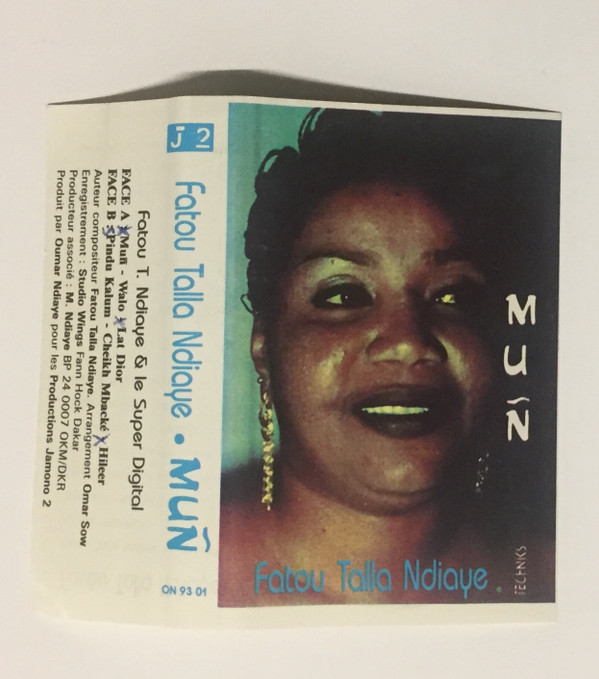 MUÑ
Fatou Talla Ndiaye
TECHNISS
J 2
Fatou Talla Ndiaye • MUÑ
ON 93 01
Fatou T. Ndiaye & le Super Digital
FACE A Muñ - Walo Lat Dior
FACE B Pindu Kalum - Cheikh Mbacké Hileer
Auteur compositeur Fatou Talla Ndiaye. Arrangement Omar Sow
Enregistrement : Studio Wings Fann Hock Dakar
Producteur associé : M. Ndiaye BP 24 0007 OKM/DKR
Produit par Oumar Ndiaye pour les Productions Jamono 2